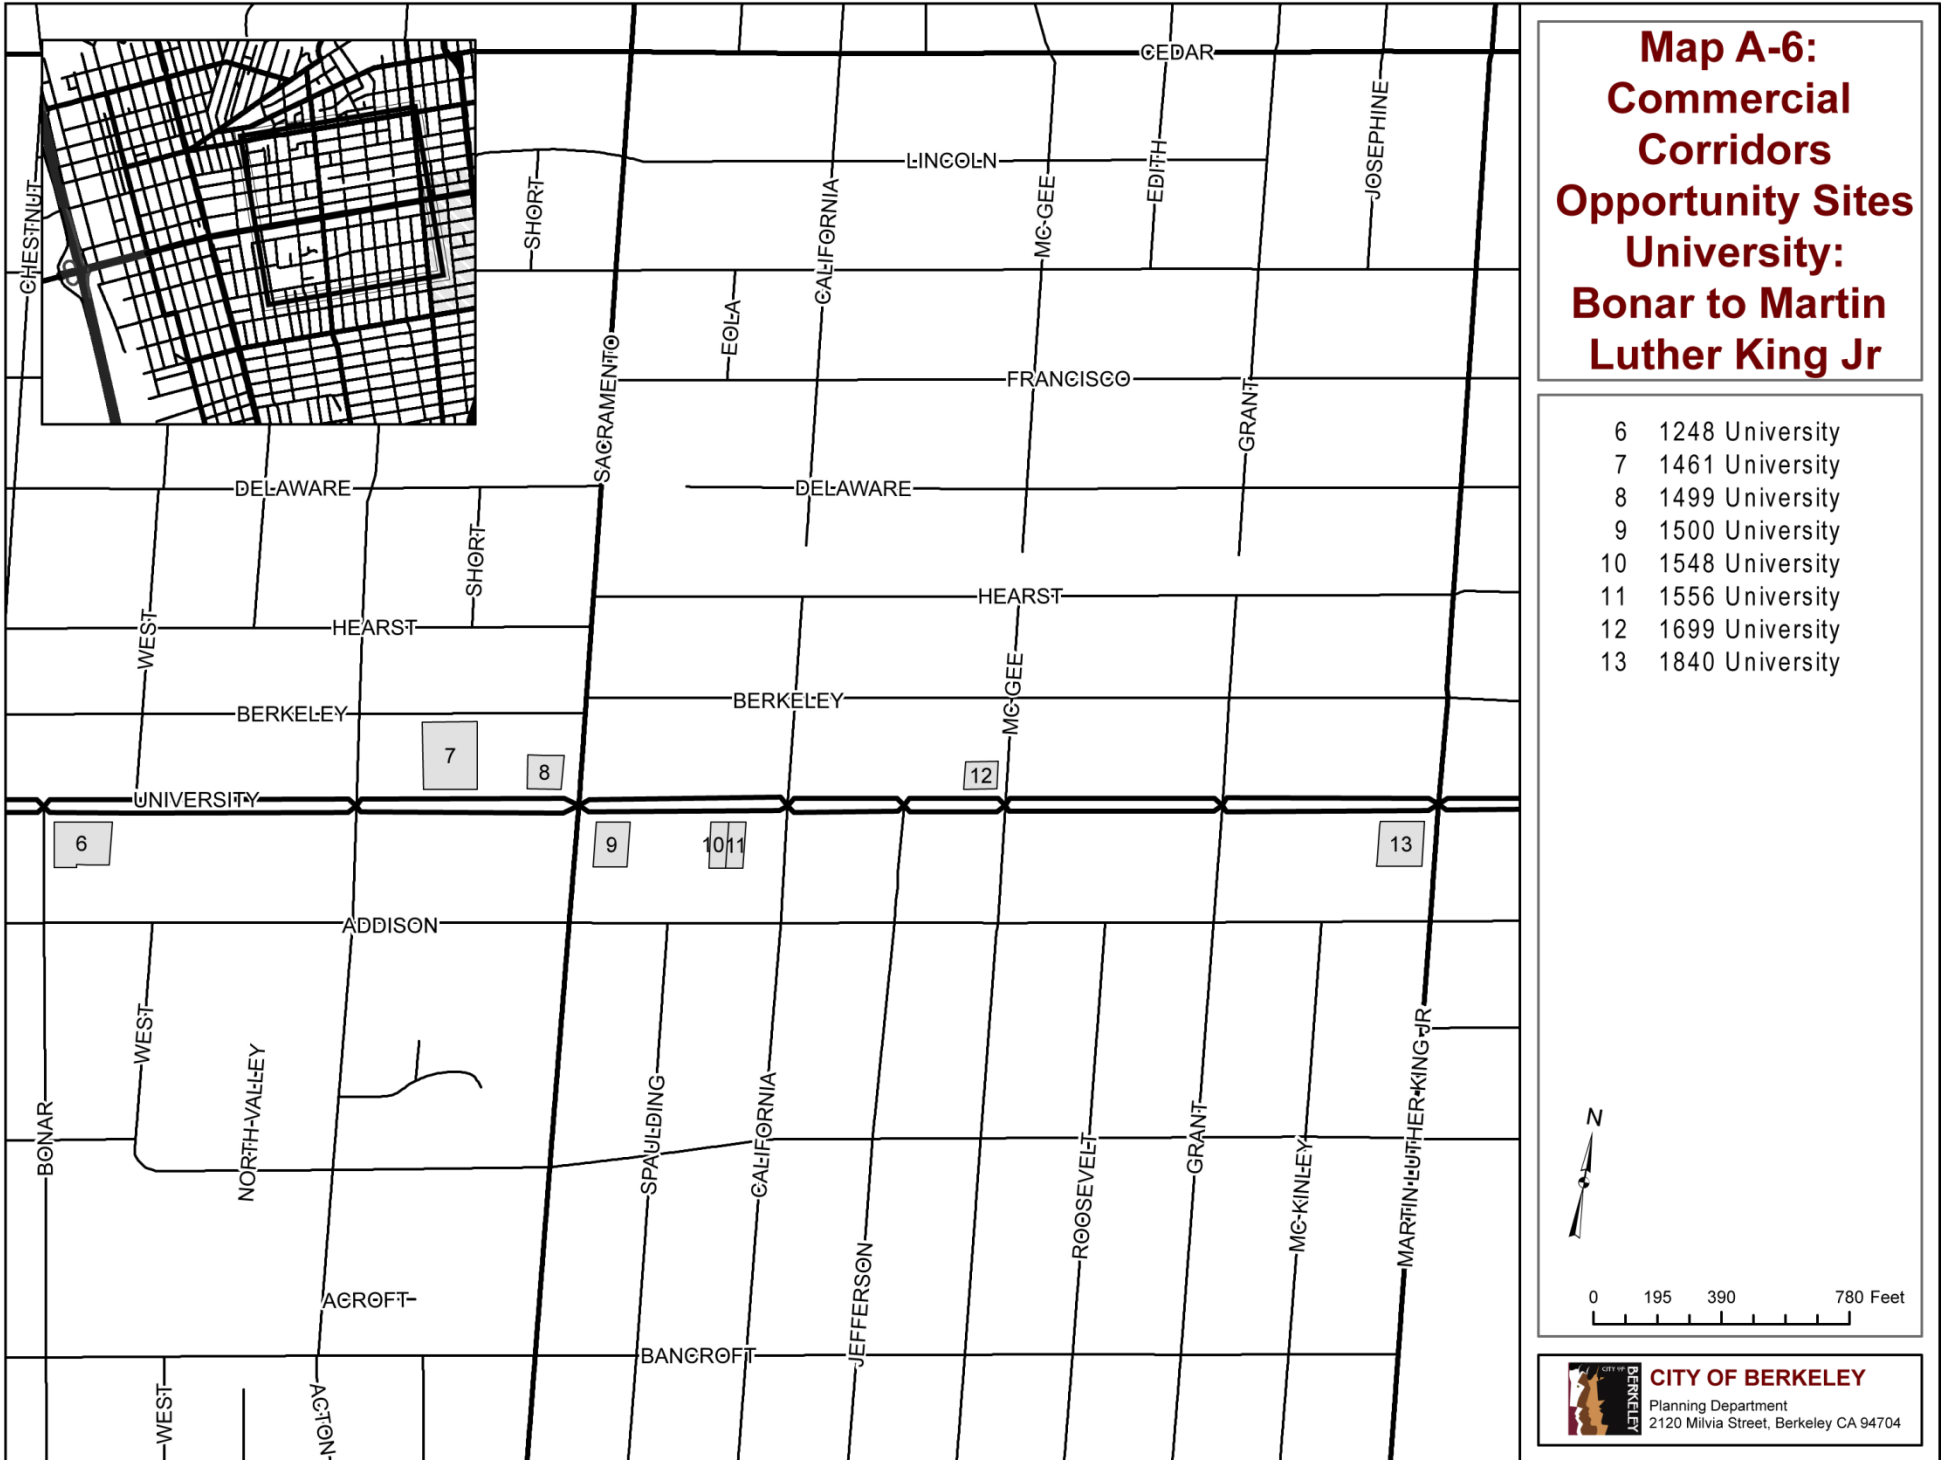 Map A-6:
Commercial
Corridors
Opportunity Sites
University:
Bonar to Martin
Luther King Jr
6 1248 University
7 1461 University
8 1499 University
9 1500 University
10 1548 University
11 1556 University
12 1699 University
13 1840 University
N
0 195 390 780 Feet
CITY OF BERKELEY
CITY OF BERKELEY
Planning Department
2120 Milvia Street, Berkeley CA 94704
CEDAR
LINCOLN
CHESTNUT
SHORT
CALIFORNIA
MC GEE
EDITH
JOSEPHINE
EOLA
SACRAMENTO
FRANCISCO
GRANT
DELAWARE
DELAWARE
SHORT
WEST
HEARST
HEARST
MC GEE
BERKELEY
BERKELEY
7
8
12
UNIVERSITY
6
9
10
11
13
ADDISON
WEST
NORTH VALLEY
BONAR
SPAULDING
CALIFORNIA
JEFFERSON
ROOSEVELT
GRANT
MC KINLEY
MARTIN LUTHER KING JR
ACROFT
BANCROFT
WEST
ACTON